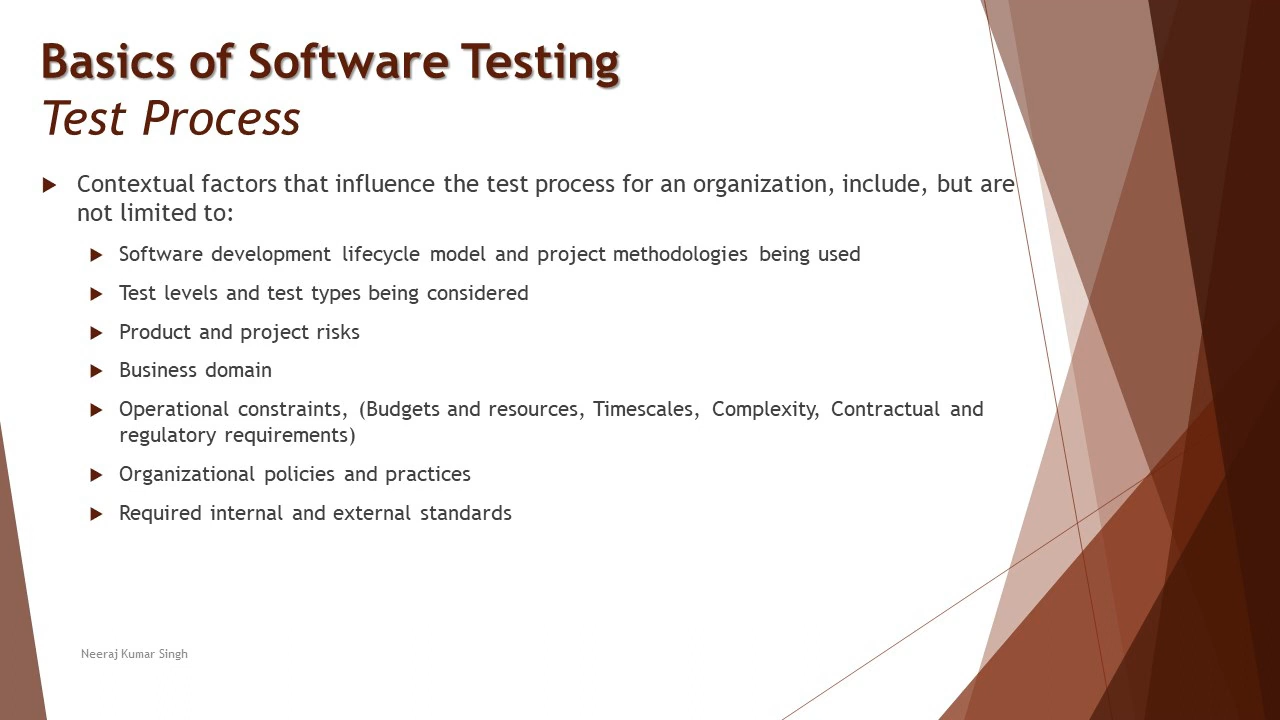 Basics of Software Testing
Test Process
Contextual factors that influence the test process for an organization, include, but are
not limited to:
Software development lifecycle model and project methodologies being used
Test levels and test types being considered
Product and project risks
Business domain
Operational constraints, (Budgets and resources, Timescales, Complexity, Contractual and
regulatory requirements)
Organizational policies and practices
Required internal and external standards
Neeraj Kumar Singh